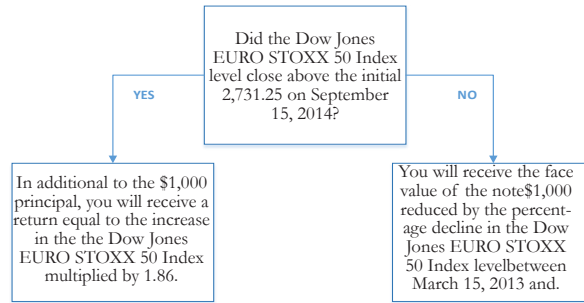 Did the Dow Jones
EURO STOXX 50 Index
level close above the initial
2,731.25 on September
15, 2014?
YES
NO
In additional to the $1,000
principal, you will receive a
return equal to the increase
in the the Dow Jones
EURO STOXX 50 Index
multiplied by 1.86.
You will receive the face
value of the note$1,000
reduced by the percent-
age decline in the Dow
Jones EURO STOXX
50 Index levelbetween
March 15, 2013 and.